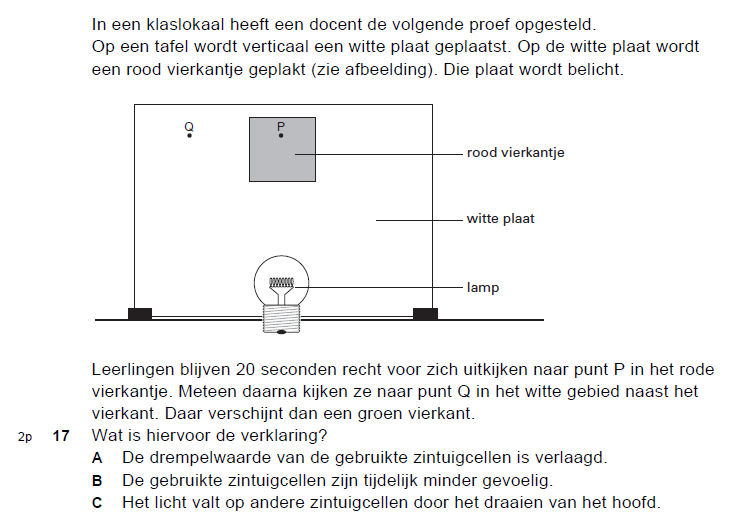 In een klaslokaal heeft een docent de volgende proef opgesteld.
Op een tafel wordt verticaal een witte plaat geplaatst. Op de witte plaat wordt
een rood vierkantje geplakt (zie afbeelding). Die plaat wordt belicht.
Q P
rood vierkantje
witte plaat
lamp
Leerlingen blijven 20 seconden recht voor zich uitkijken naar punt P in het rode
vierkantje. Meteen daarna kijken ze naar punt Q in het witte gebied naast het
vierkant. Daar verschijnt dan een groen vierkant.
2p 17 Wat is hiervoor de verklaring?
A De drempelwaarde van de gebruikte zintuigcellen is verlaagd.
B De gebruikte zintuigcellen zijn tijdelijk minder gevoelig.
C Het licht valt op andere zintuigcellen door het draaien van het hoofd.